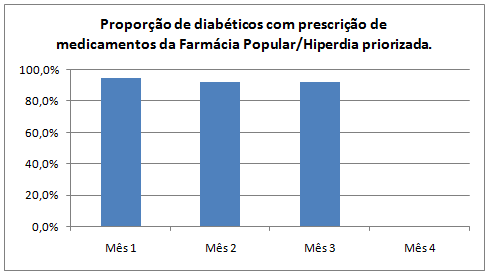 Proporção de diabéticos com prescrição de
medicamentos da Farmácia Popular/Hiperdia priorizada.
100,0%
80,0%
60,0%
40,0%
20,0%
0,0%
Mês 1 Mês 2 Mês 3 Mês 4